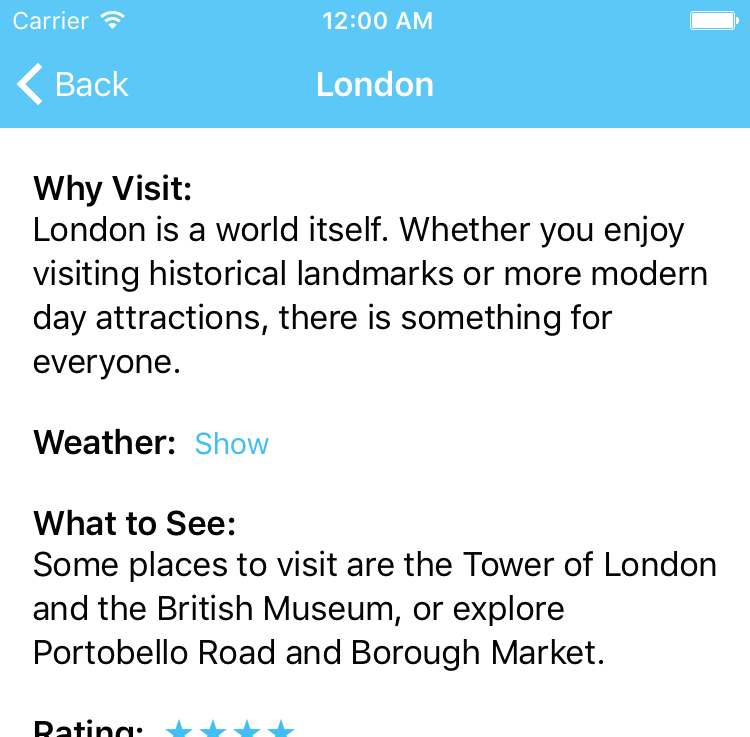 Carrier 12:00 AM
Back London
Why Visit:
London is a world itself. Whether you enjoy
visiting historical landmarks or more modern
day attractions, there is something for
everyone.
Weather: Show
What to See:
Some places to visit are the Tower of London
and the British Museum, or explore
Portobello Road and Borough Market.
Rating: ★★★★